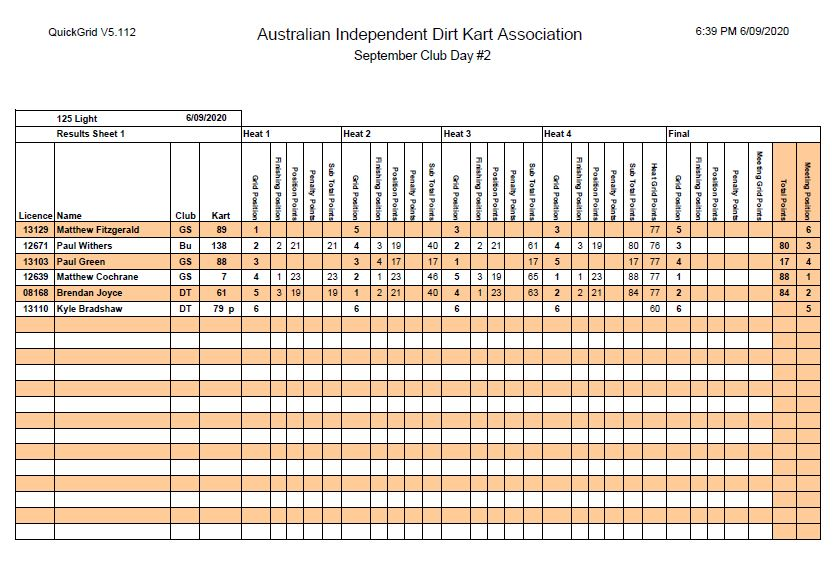 QuickGrid V5.112
Australian Independent Dirt Kart Association
6:39 PM 6/09/2020
September Club Day #2
125 Light 6/09/2020
Results Sheet 1 Heat 1 Heat 2 Heat 3 Heat 4 Final
Licence Name Club Kart Grid Position Finishing Position Position Points Penalty Points Sub Total Points Grid Position Finishing Position Position Points Penalty Points Sub Total Points Grid Position Finishing Position Position Points Penalty Points Sub Total Points Grid Position Finishing Position Position Points Penalty Points Sub Total Points Heat Grid Points Grid Position Finishing Position Position Points Penalty Points Meeting Grid Points Total Points Meeting Position
13129 Matthew Fitzgerald GS 89 1 5 3 3 77 5 6
12671 Paul Withers Bu 138 2 2 21 21 4 3 19 40 2 2 21 61 4 3 19 80 76 3 80 3
13103 Paul Green GS 88 3 3 4 17 17 1 17 5 17 77 4 17 4
12639 Matthew Cochrane GS 7 4 1 23 23 2 1 23 46 5 3 19 65 1 1 23 88 77 1 88 1
08168 Brendan Joyce DT 61 5 3 19 19 1 2 21 40 4 1 23 63 2 2 21 84 77 2 84 2
13110 Kyle Bradshaw DT 79 p 6 6 6 6 60 6 5